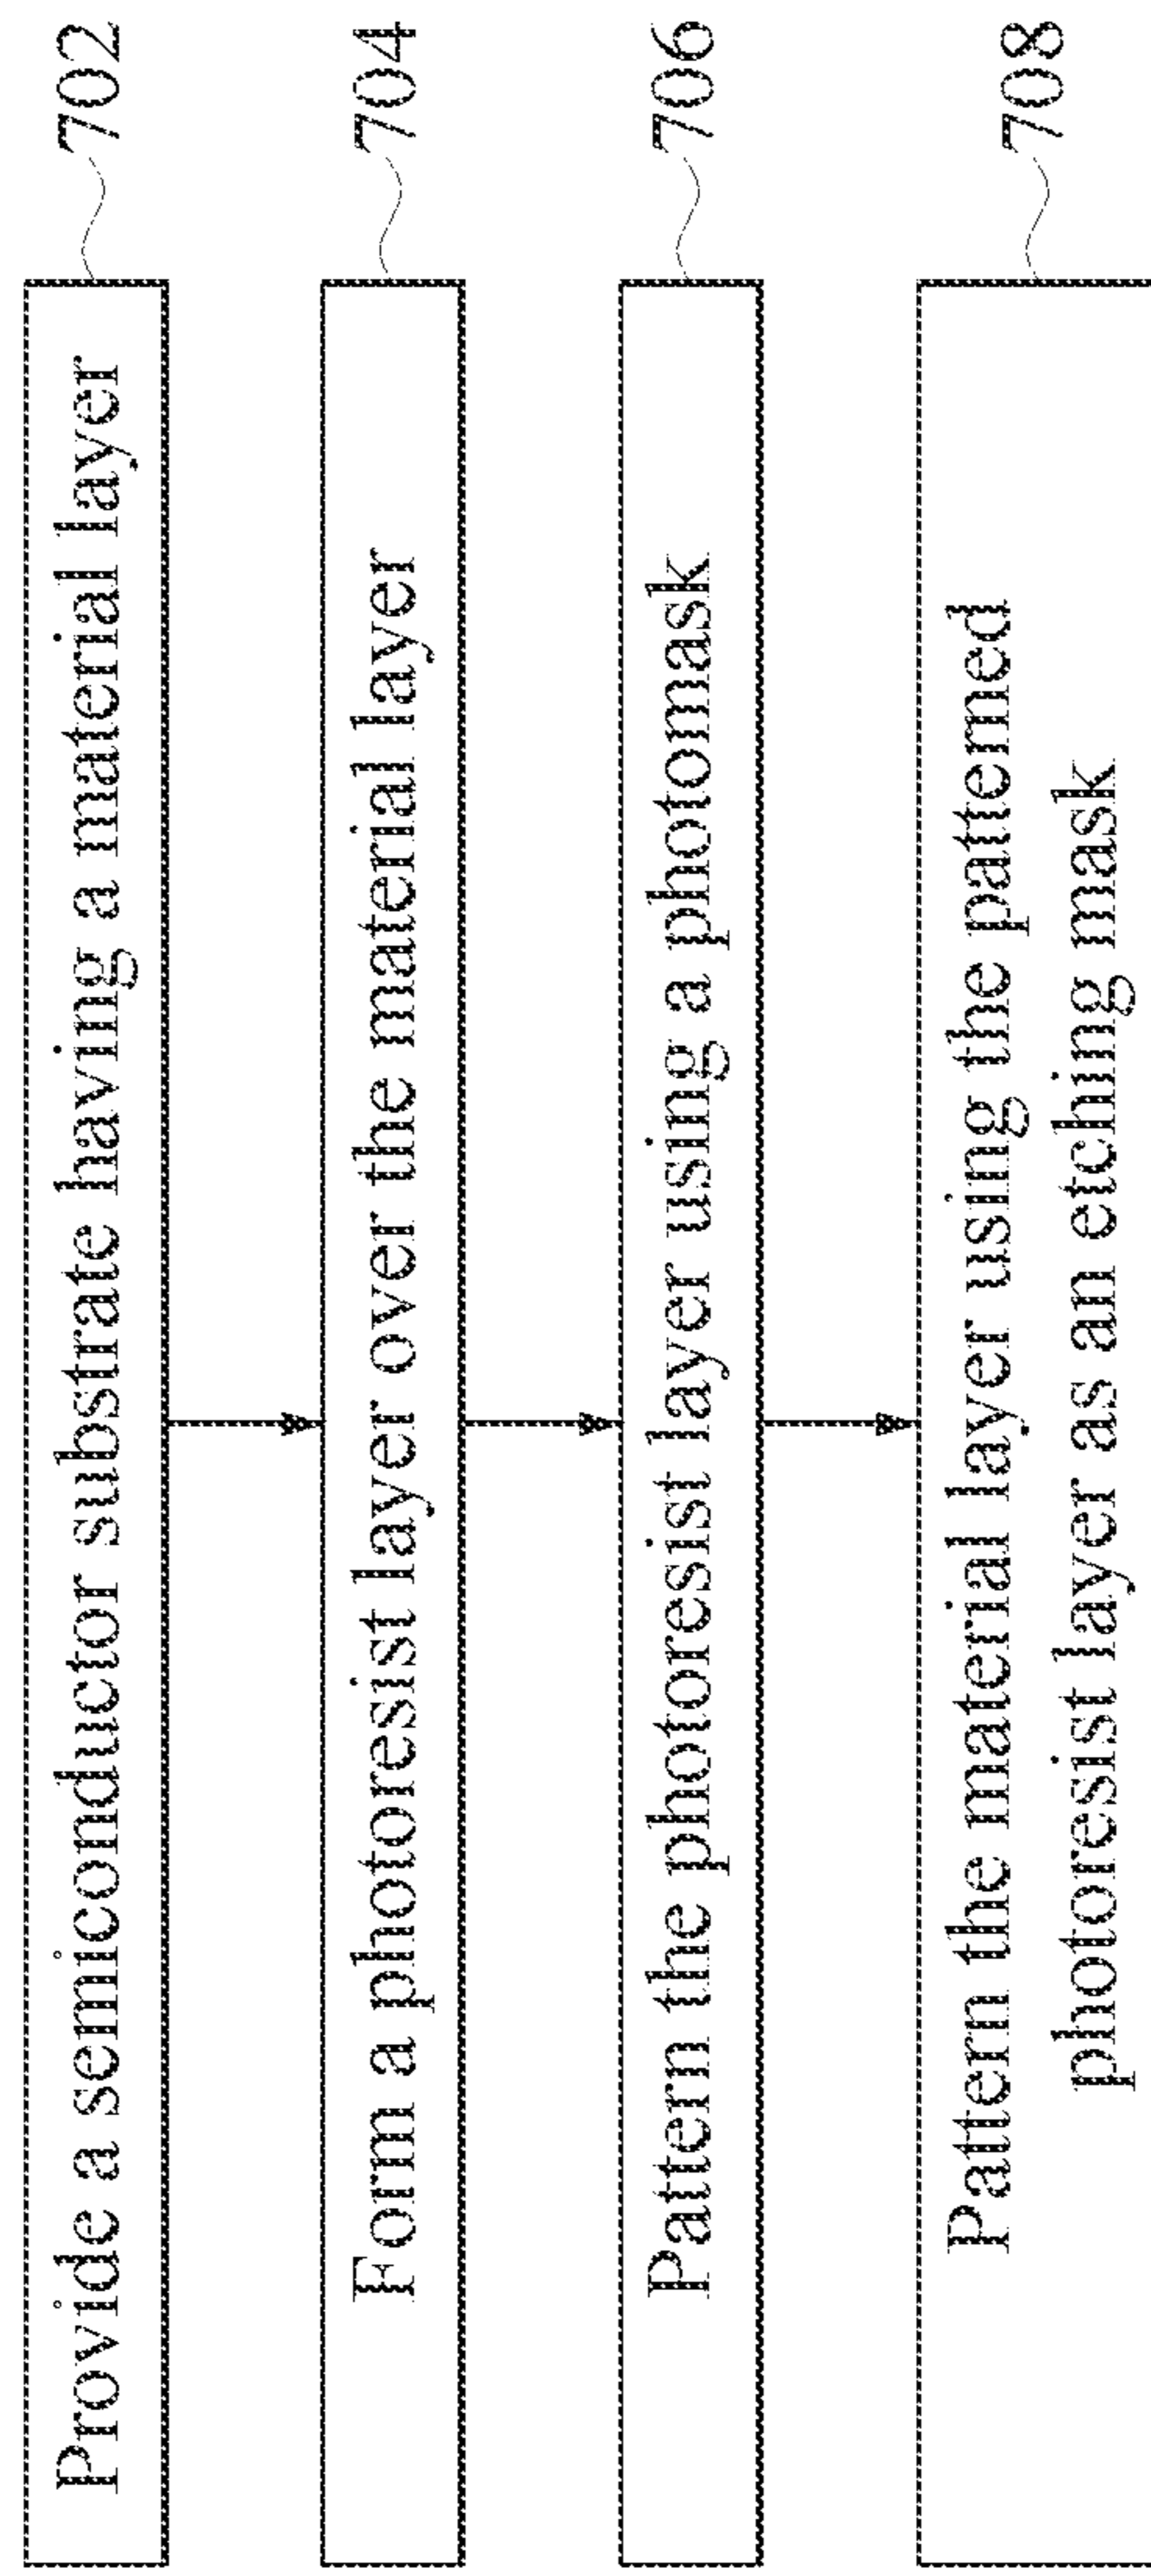 Provide a semiconductor substrate having a material layer
702
Form a photoresist layer over the material layer
704
Pattern the photoresist layer using a photomask
706
Pattern the material layer using the patterned
photoresist layer as an etching mask
708